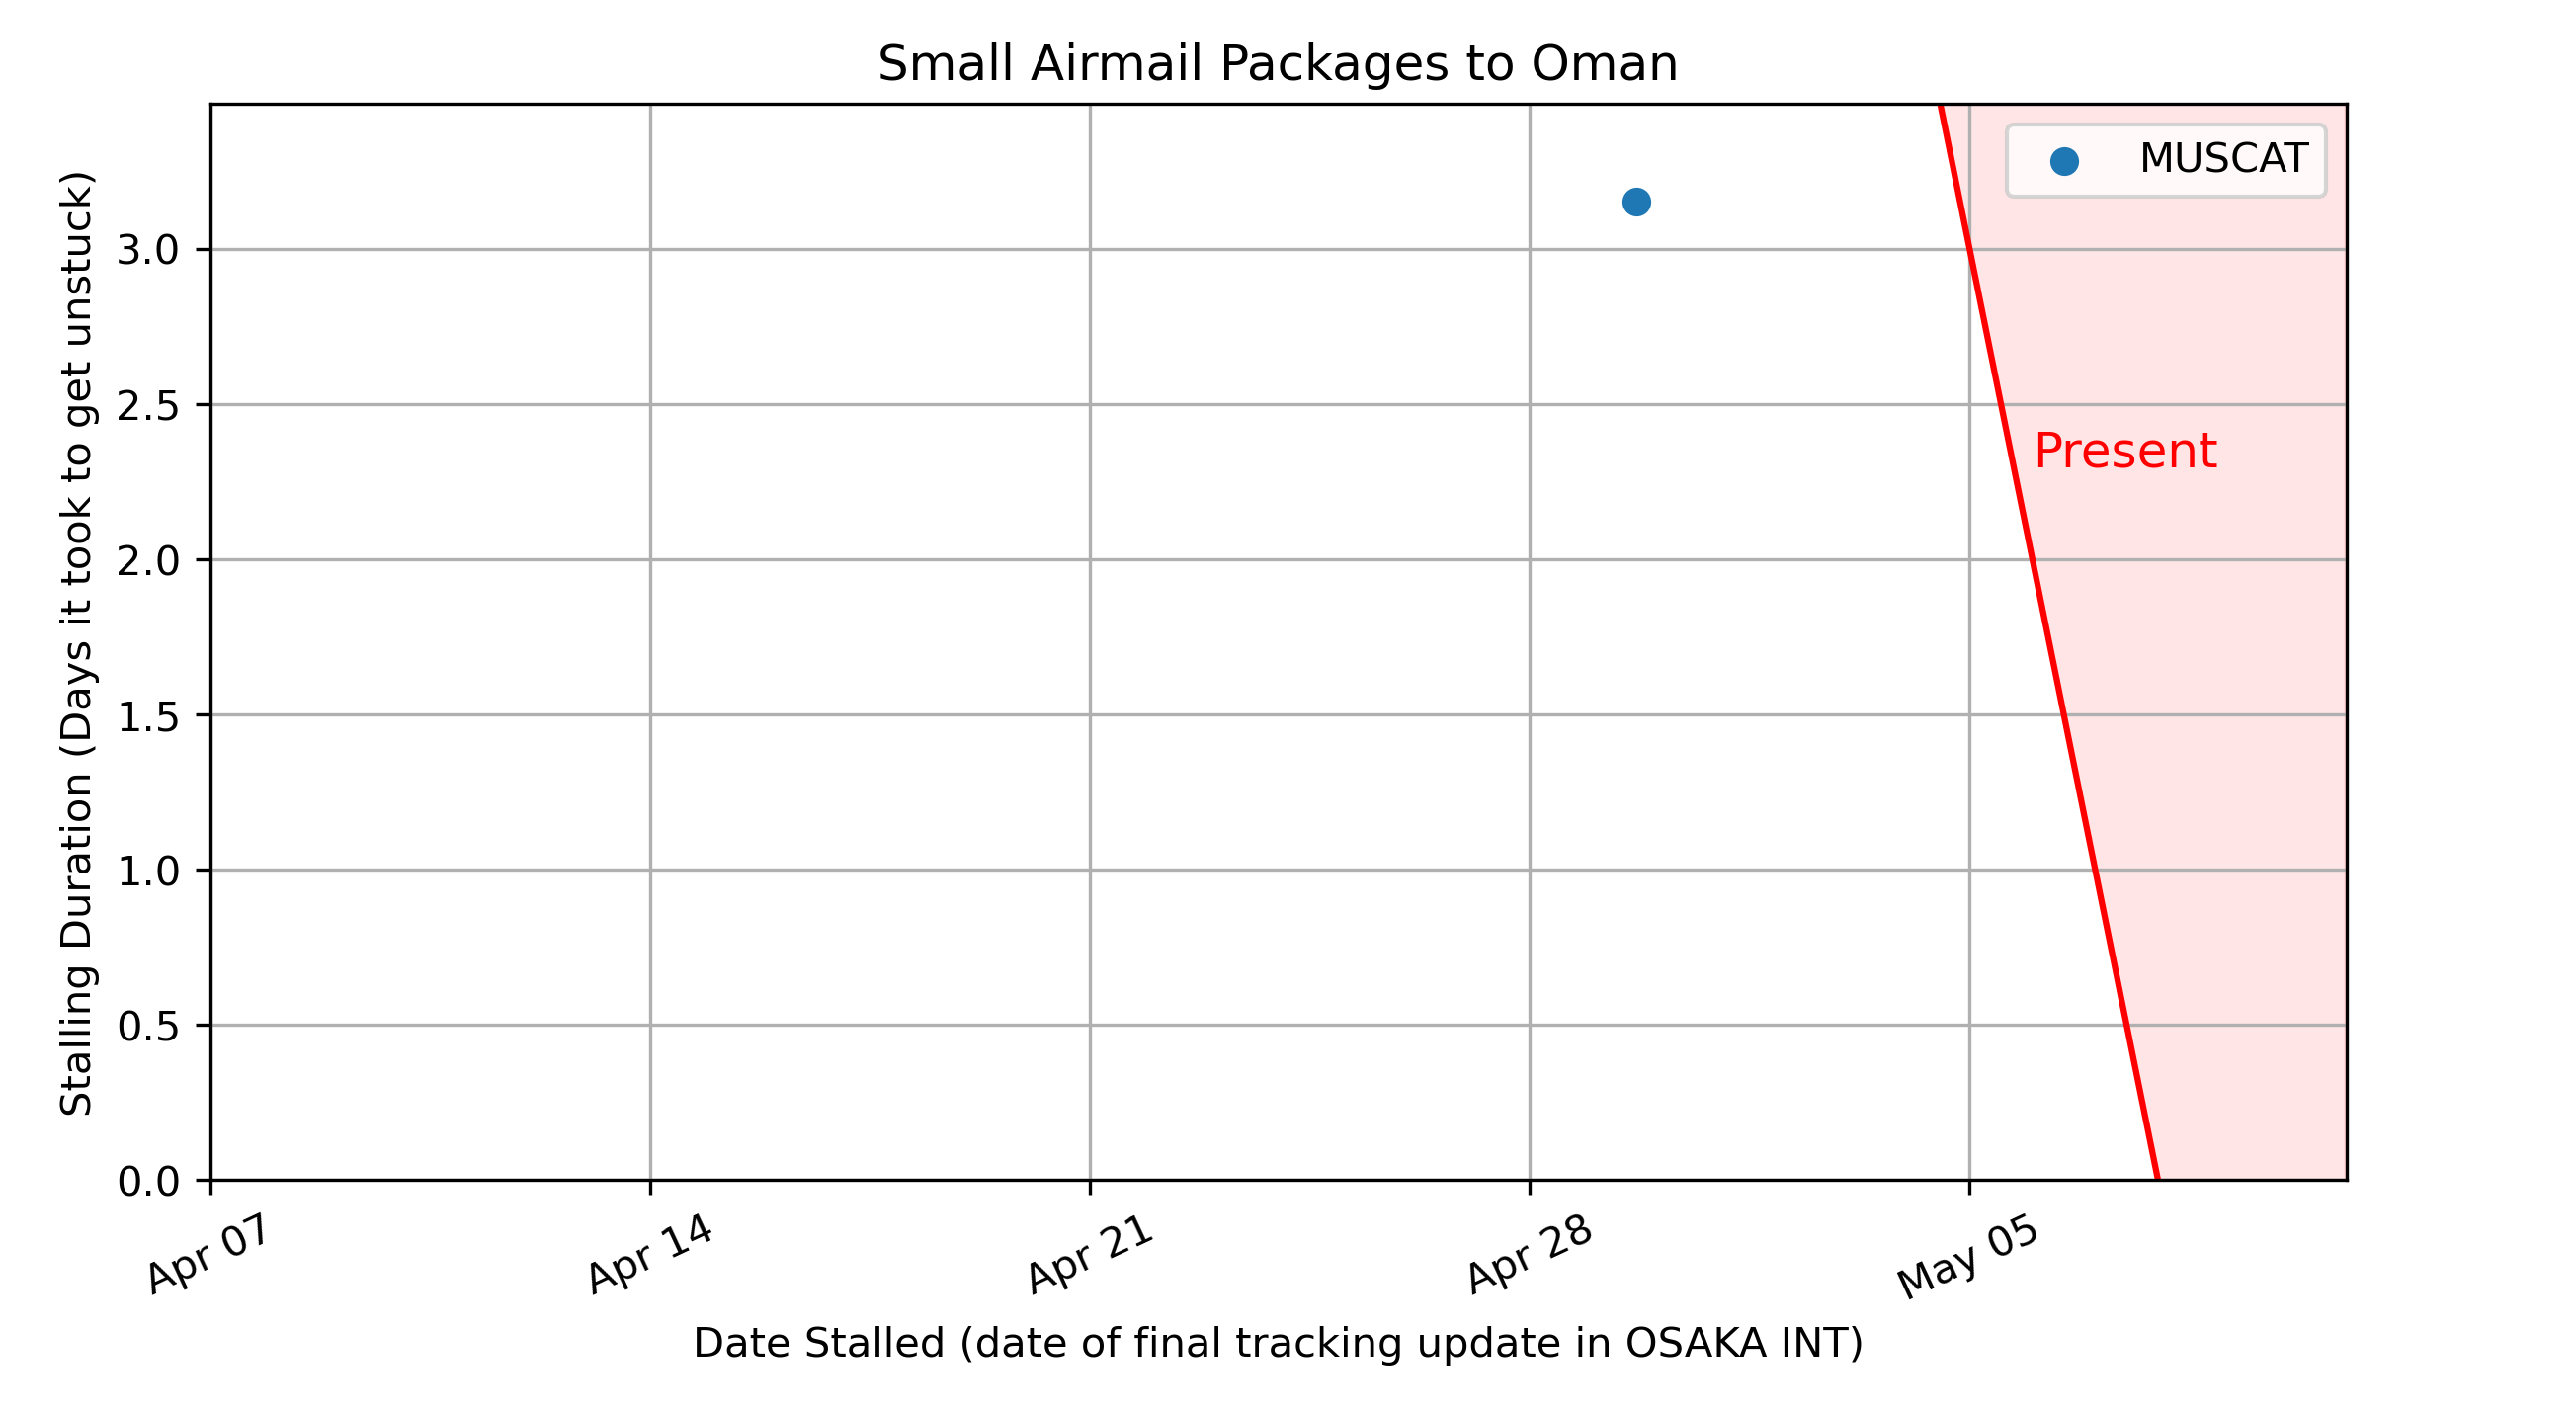 Small Airmail Packages to Oman
MUSCAT
Present
Stalling Duration (Days it took to get unstuck)
3.0
2.5
2.0
1.5
1.0
0.5
0.0
Apr 07
Apr 14
Apr 21
Apr 28
May 05
Date Stalled (date of final tracking update in OSAKA INT)